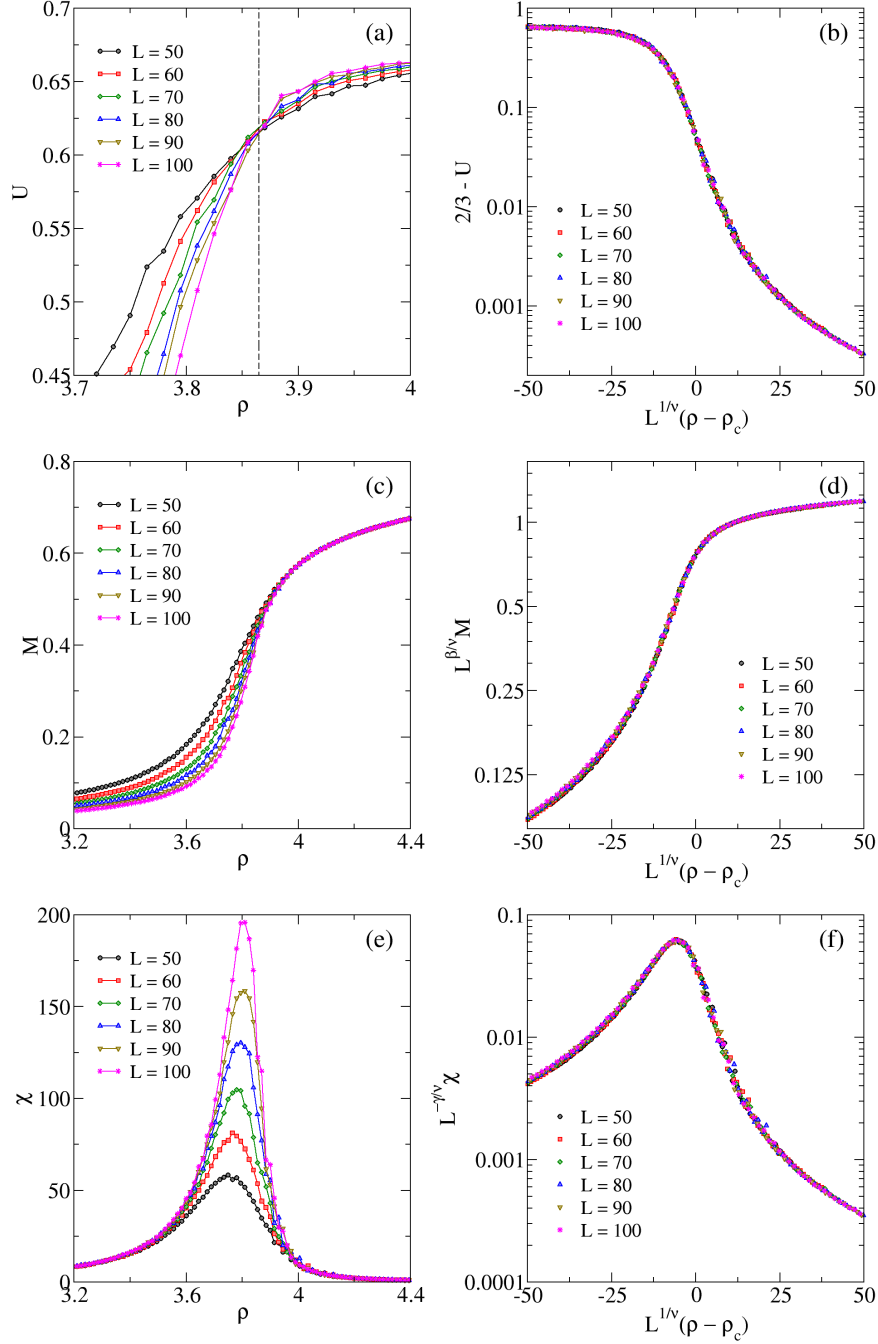 (a)
0.7
0.65
0.6
0.55
0.5
0.45
U
L = 50
L = 60
L = 70
L = 80
L = 90
L = 100
3.7
3.8
3.9
4
ρ
(b)
1
0.1
0.01
0.001
2/3 - U
L = 50
L = 60
L = 70
L = 80
L = 90
L = 100
-50
-25
0
25
50
L^{1/ν}(ρ − ρ_c)
(c)
0.8
0.6
0.4
0.2
0
M
L = 50
L = 60
L = 70
L = 80
L = 90
L = 100
3.2
3.6
4
4.4
ρ
(d)
1
0.5
0.25
0.125
L^{β/ν}M
L = 50
L = 60
L = 70
L = 80
L = 90
L = 100
-50
-25
0
25
50
L^{1/ν}(ρ − ρ_c)
(e)
200
150
100
50
0
χ
L = 50
L = 60
L = 70
L = 80
L = 90
L = 100
3.2
3.6
4
4.4
ρ
(f)
0.1
0.01
0.001
0.0001
L^{−γ/ν}χ
L = 50
L = 60
L = 70
L = 80
L = 90
L = 100
-50
-25
0
25
50
L^{1/ν}(ρ − ρ_c)